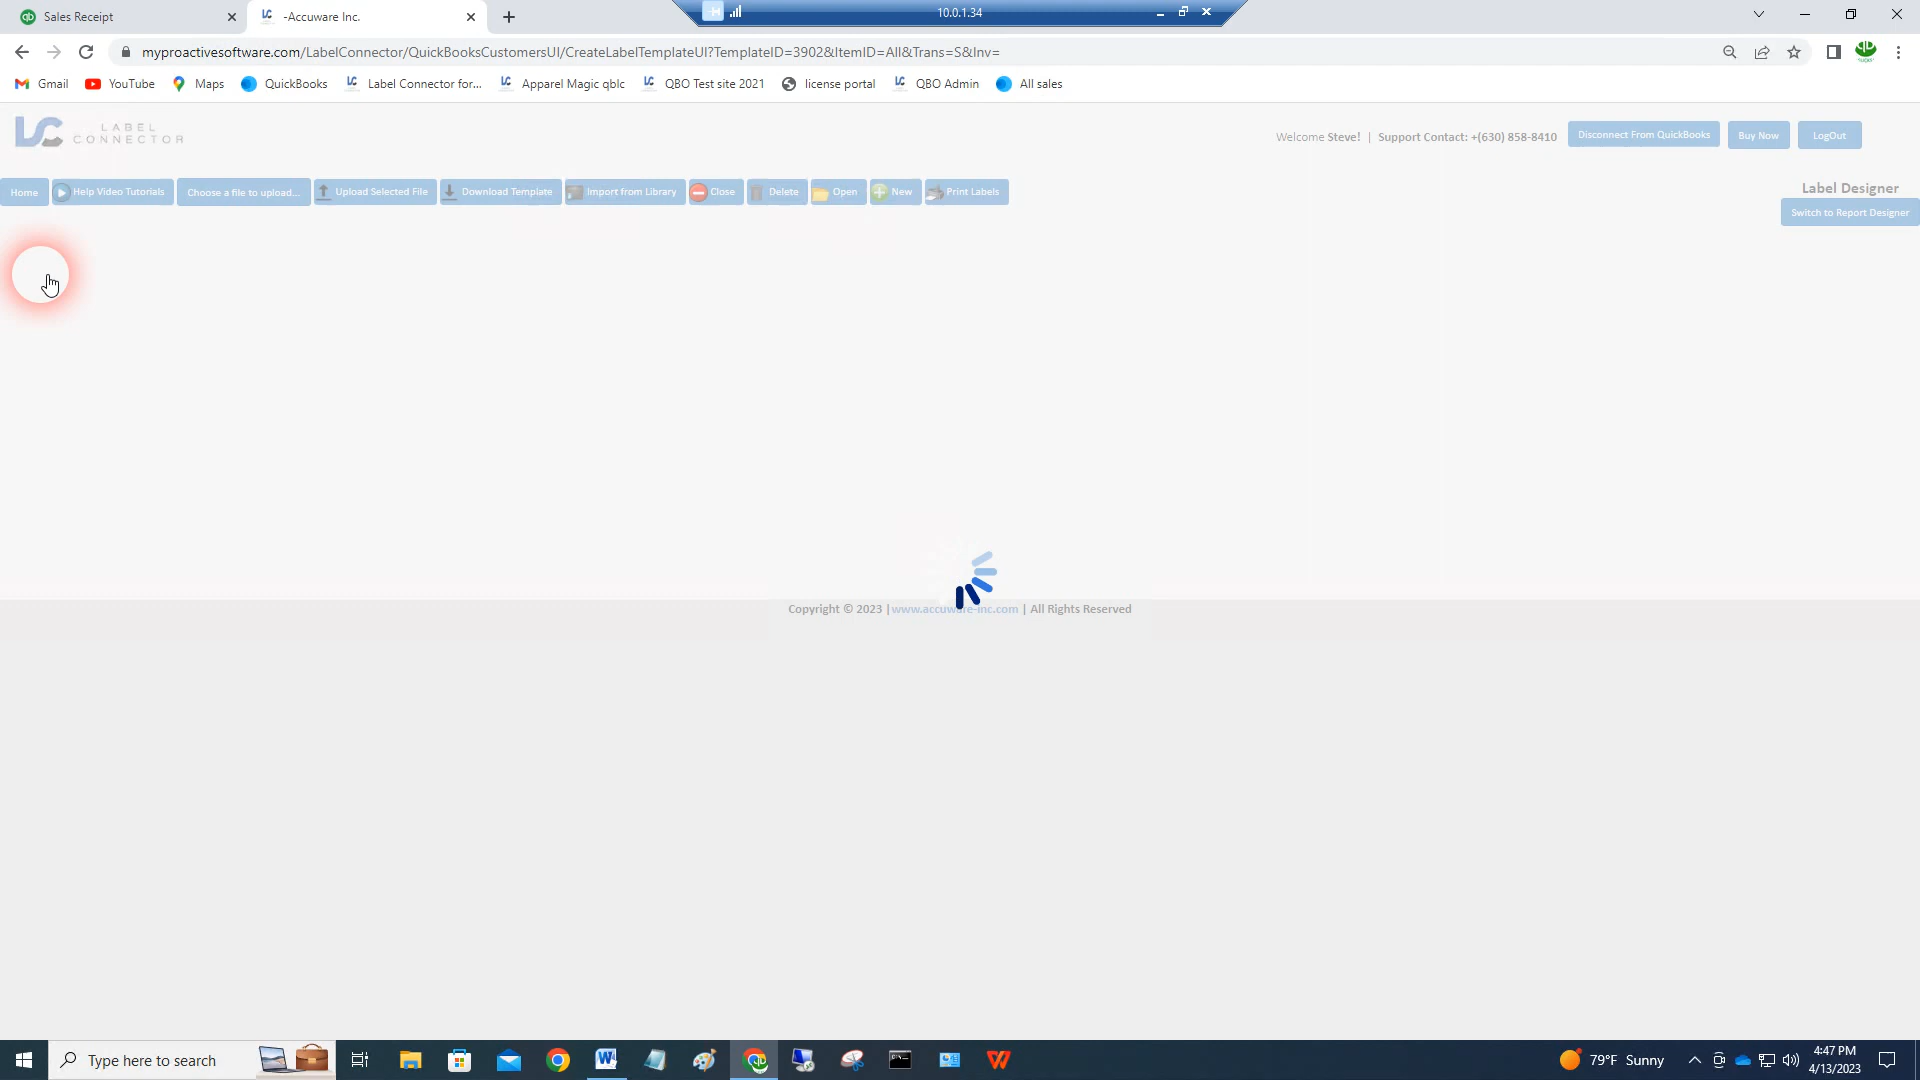 Sales Receipt
-Accuware Inc.
10.0.1.34
myproactivesoftware.com/LabelConnector/QuickBooksCustomersUI/CreateLabelTemplateUI?TemplateID=3902&ItemID=All&Trans=S&Inv=
Gmail YouTube Maps QuickBooks Label Connector for... Apparel Magic qblc QBO Test site 2021 license portal QBO Admin All sales
LC LABEL CONNECTOR
Welcome Steve! | Support Contact: +(630) 858-8410 Disconnect From QuickBooks Buy Now LogOut
Home Help Video Tutorials Choose a file to upload... Upload Selected File Download Template Import from Library Close Delete Open New Print Labels
Label Designer
Switch to Report Designer
Copyright © 2023 |www.accuware-inc.com | All Rights Reserved
Type here to search
79°F Sunny
4:47 PM
4/13/2023